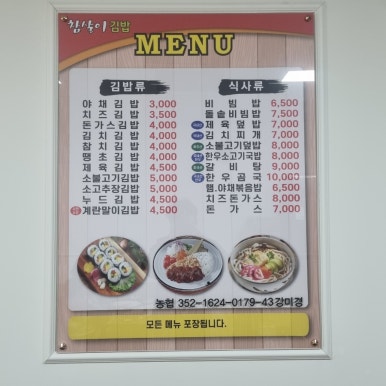 참살이김밥
MENU
김밥류
야채김밥 3,000
치즈김밥 3,500
돈가스김밥 4,000
김치김밥 4,000
참치김밥 4,000
땡초김밥 4,000
제육김밥 4,500
소불고기김밥 5,000
소고추장김밥 5,000
누드김밥 4,500
계란말이김밥 4,500
식사류
비빔밥 6,500
돌솥비빔밥 7,500
제육덮밥 7,000
김치찌개 7,000
소불고기덮밥 8,000
한우소고기국밥 8,000
갈비탕 9,000
한우곰국 10,000
햄.야채볶음밥 6,500
치즈돈가스 8,000
돈가스 7,000
농협 352-1624-0179-43강미경
모든 메뉴 포장됩니다.